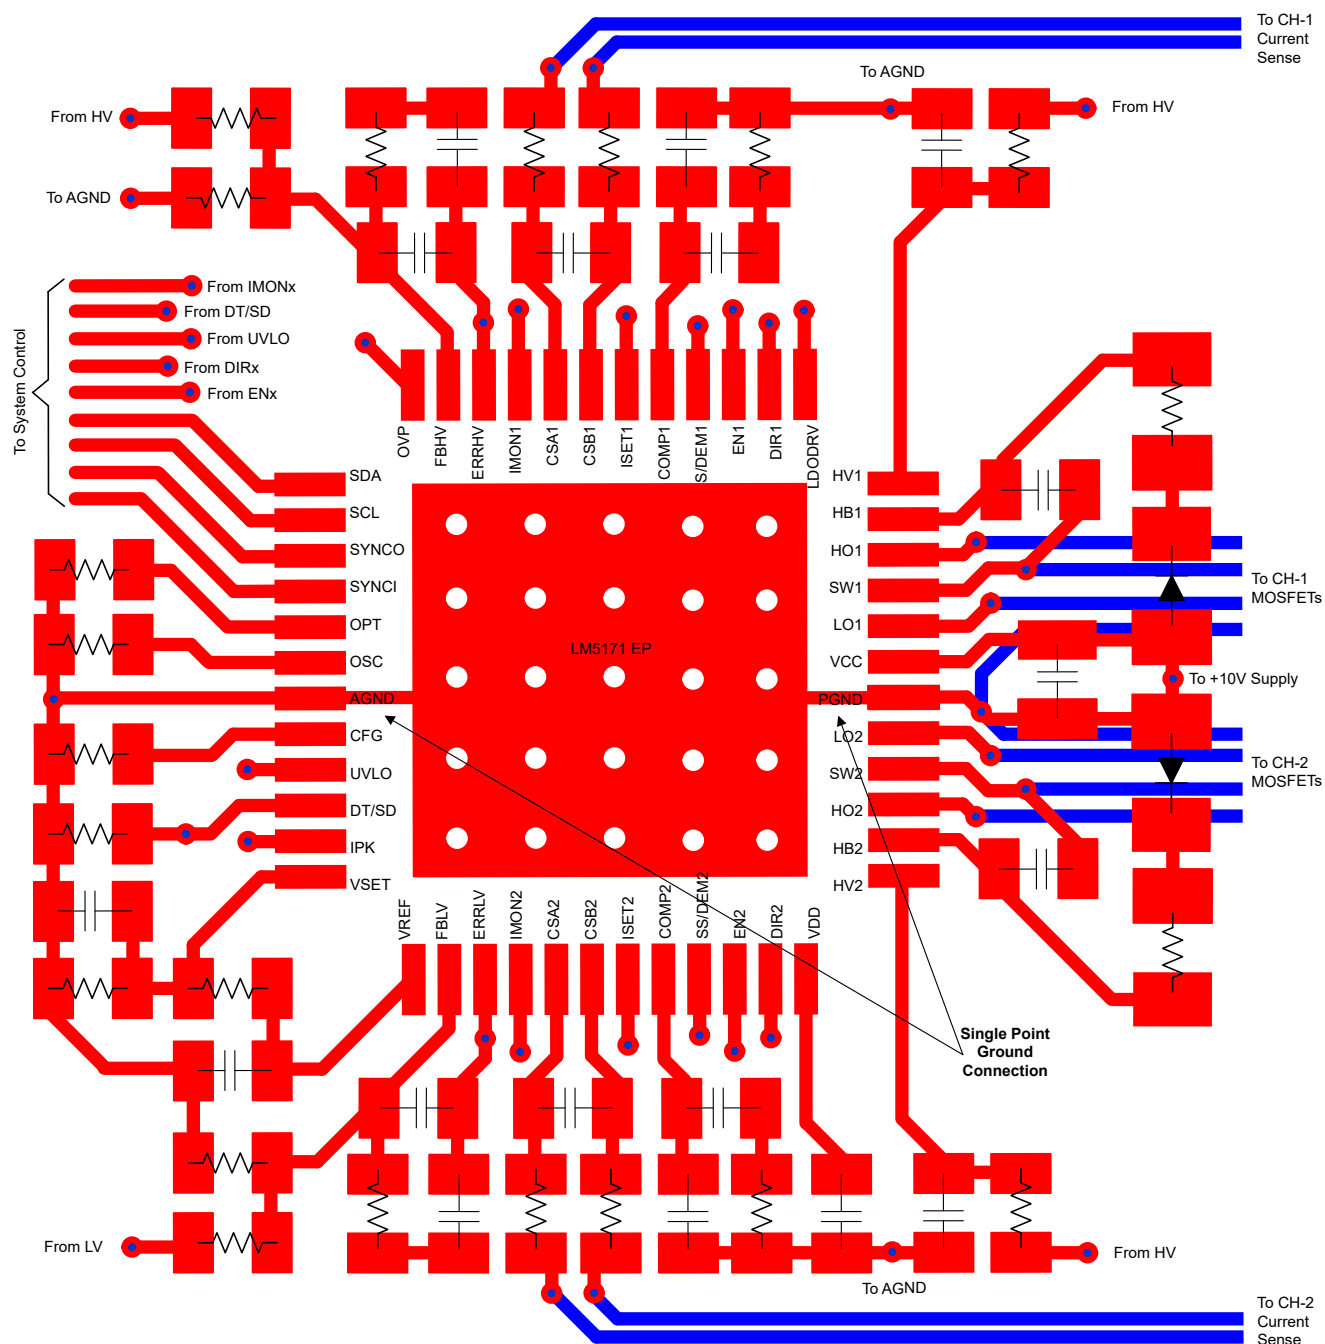 To CH-1
Current
Sense
To AGND
From HV
From HV
To AGND
From IMONx
From DT/SD
From UVLO
From DIRx
From ENx
To System Control
OVP
FBHV
ERRHV
IMON1
CSA1
CSB1
ISET1
COMP1
S/DEM1
EN1
DIR1
LDODRV
SDA
SCL
SYNCO
SYNCI
OPT
OSC
AGND
CFG
UVLO
DT/SD
IPK
VSET
LM5171 EP
HV1
HB1
HO1
SW1
LO1
VCC
PGND
LO2
SW2
HO2
HB2
HV2
To CH-1
MOSFETs
To +10V Supply
To CH-2
MOSFETs
VREF
FBLV
ERRLV
IMON2
CSA2
CSB2
ISET2
COMP2
SS/DEM2
EN2
DIR2
VDD
Single Point
Ground
Connection
From LV
From HV
To AGND
To CH-2
Current
Sense